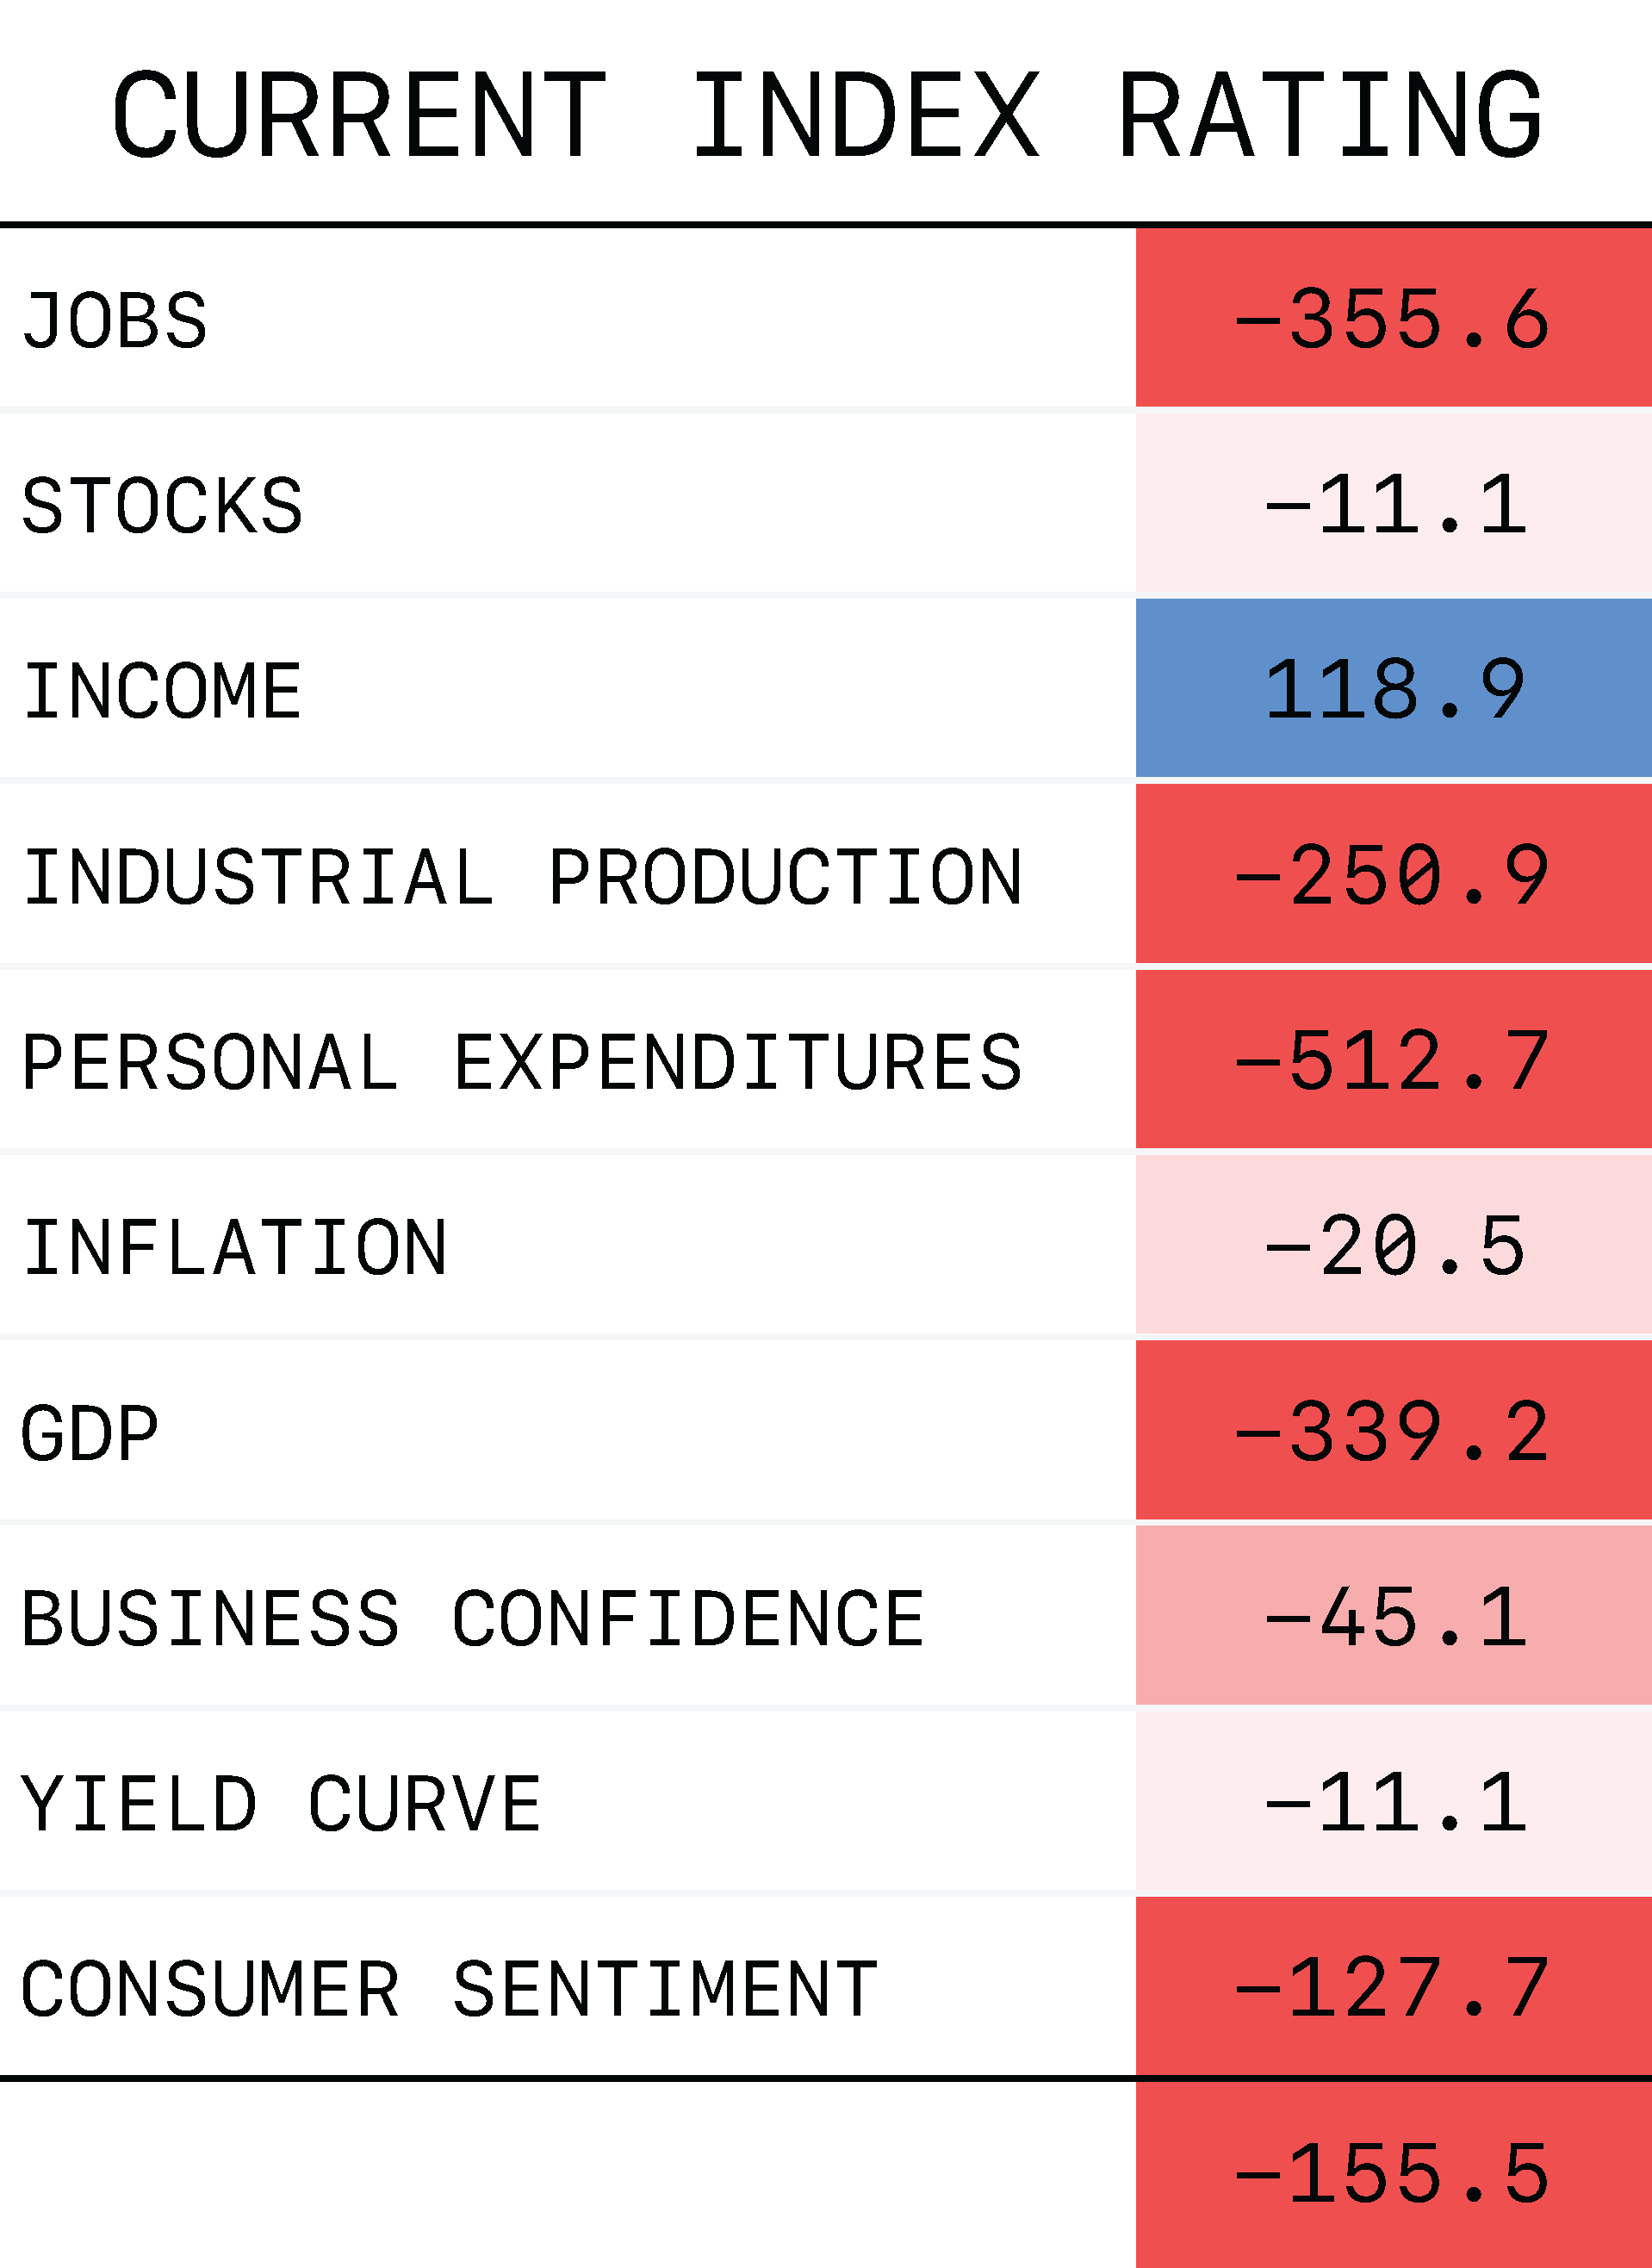 CURRENT INDEX RATING
JOBS −355.6
STOCKS −11.1
INCOME 118.9
INDUSTRIAL PRODUCTION −250.9
PERSONAL EXPENDITURES −512.7
INFLATION −20.5
GDP −339.2
BUSINESS CONFIDENCE −45.1
YIELD CURVE −11.1
CONSUMER SENTIMENT −127.7
−155.5